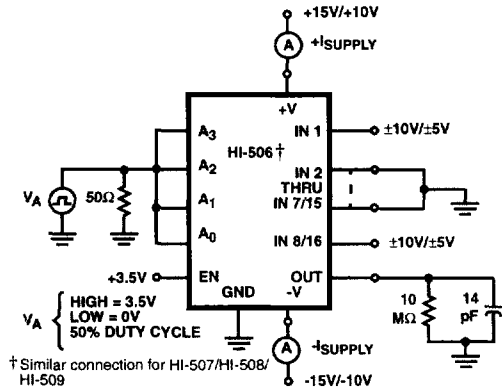 +15V/+10V
A
+ISUPPLY
+V
A3
IN 1
±10V/±5V
HI-506†
A2
IN 2
THRU
VA
50Ω
A1
IN 7/15
A0
IN 8/16
±10V/±5V
+3.5V
EN
OUT
GND
-V
VA
HIGH = 3.5V
LOW = 0V
50% DUTY CYCLE
10
MΩ
14
pF
A
-ISUPPLY
†Similar connection for HI-507/HI-508/
HI-509
-15V/-10V